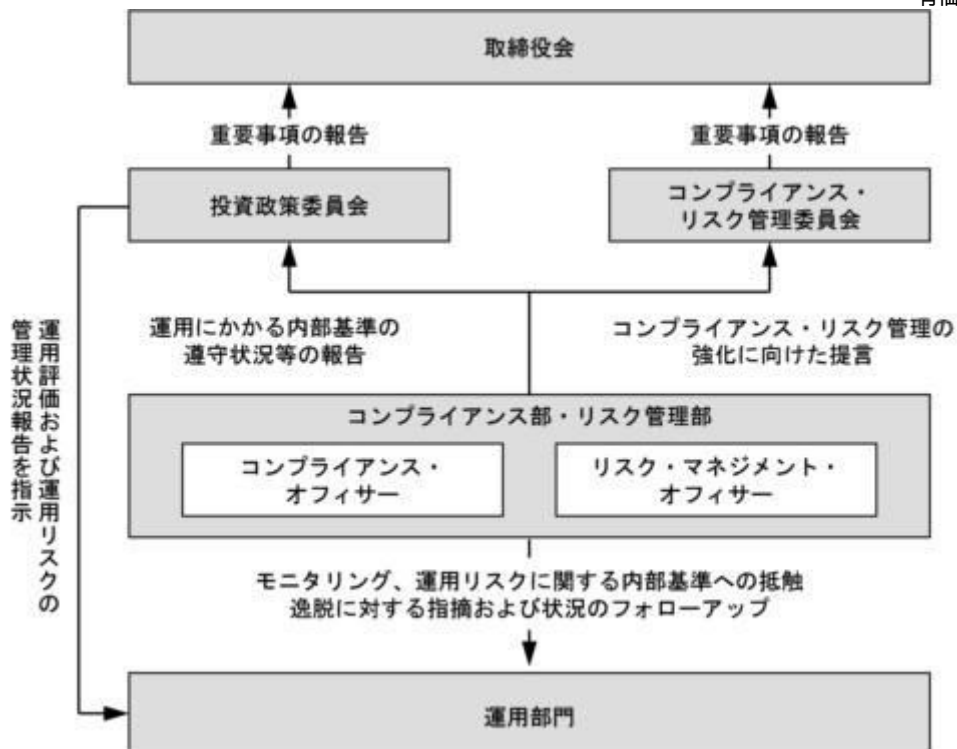 取締役会
重要事項の報告
重要事項の報告
投資政策委員会
コンプライアンス・
リスク管理委員会
運用にかかる内部基準の
遵守状況等の報告
コンプライアンス・リスク管理の
強化に向けた提言
運用評価および運用リスクの
管理状況報告を指示
コンプライアンス部・リスク管理部
コンプライアンス・
オフィサー
リスク・マネジメント・
オフィサー
モニタリング、運用リスクに関する内部基準への抵触
逸脱に対する指摘および状況のフォローアップ
運用部門